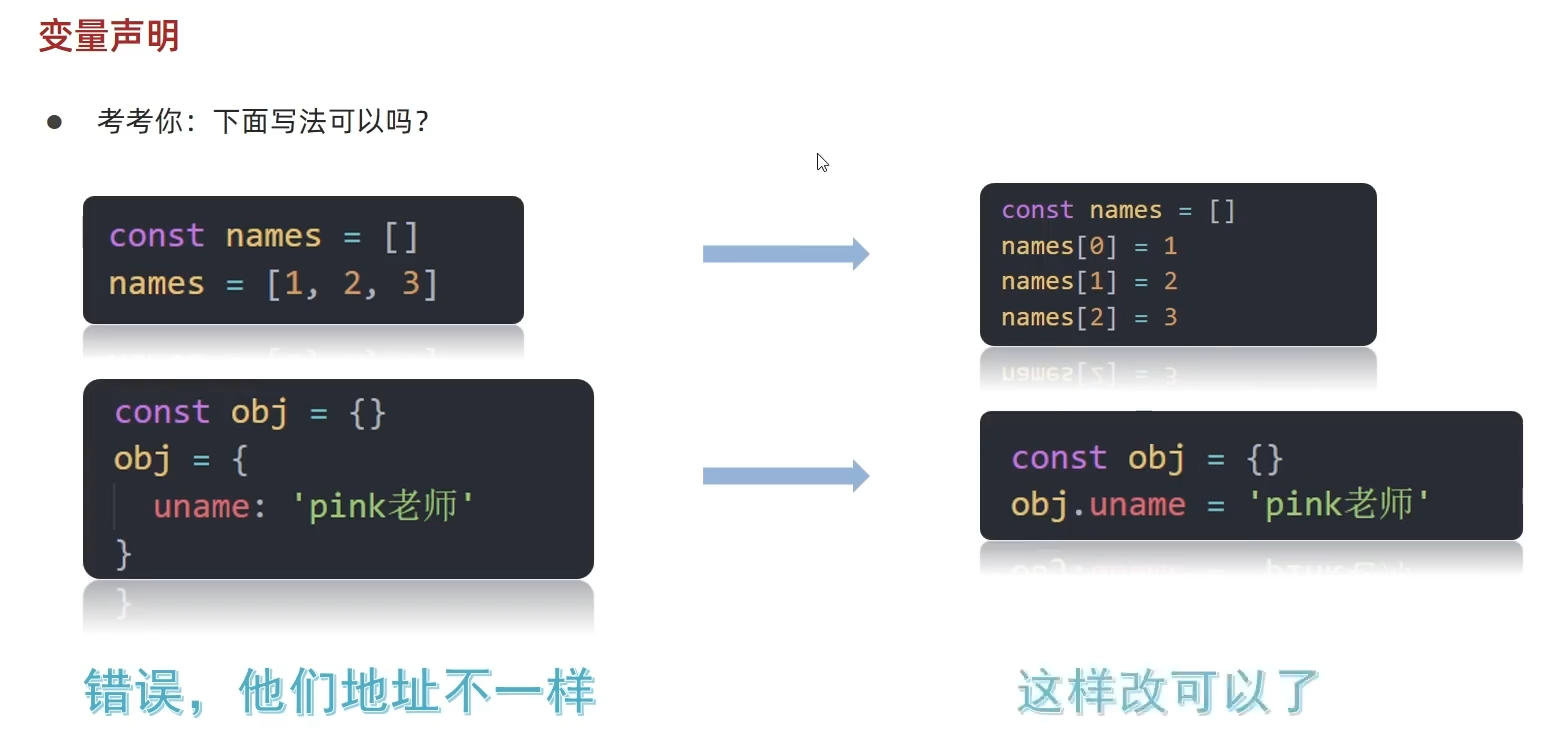 变量声明
● 考考你：下面写法可以吗？
const names = []
names = [1, 2, 3]
const names = []
names[0] = 1
names[1] = 2
names[2] = 3
const obj = {}
obj = {
  uname: 'pink老师'
}
const obj = {}
obj.uname = 'pink老师'
错误，他们地址不一样
这样改可以了